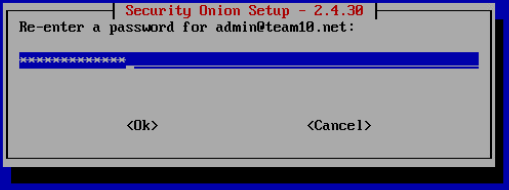 Security Onion Setup - 2.4.30
Re-enter a password for admin@team10.net:
*************
<Ok> <Cancel>